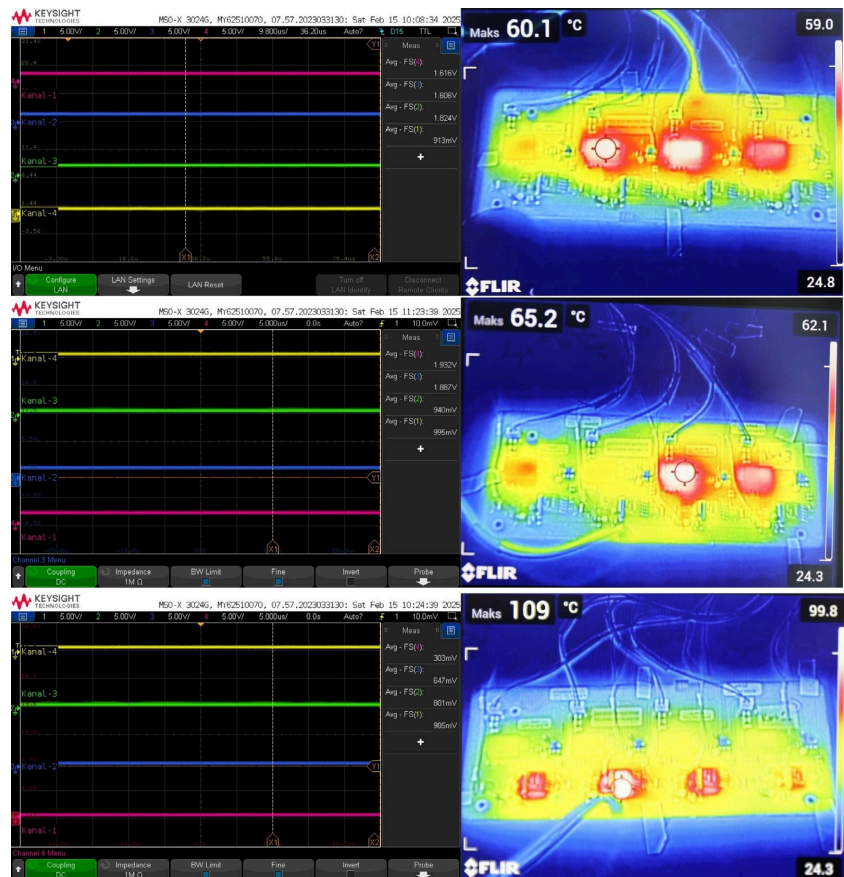 KEYSIGHT
TECHNOLOGIES
MSO-X 3024G, MY62510070, 07.57.2023033130: Sat Feb 15 10:08:34 2025
1 5.00V/ 2 5.00V/ 3 5.00V/ 4 5.00V/ 9.800us/ 36.20us Auto? D15 TTL
Y1
Meas
Avg - FS(4):
1.616V
Avg - FS(3):
1.606V
Avg - FS(2):
1.824V
Avg - FS(1):
913mV
Kanal-1
Kanal-2
Kanal-3
Kanal-4
X1
X2
I/O Menu
Configure
LAN
LAN Settings
LAN Reset
Turn off
LAN Identify
Disconnect
Remote Clients
Maks 60.1 °C
59.0
FLIR
24.8
KEYSIGHT
TECHNOLOGIES
MSO-X 3024G, MY62510070, 07.57.2023033130: Sat Feb 15 11:23:39 2025
1 5.00V/ 2 5.00V/ 3 5.00V/ 4 5.00V/ 5.000us/ 0.0s Auto? 1 10.0mV
Meas
Avg - FS(4):
1.932V
Avg - FS(3):
1.887V
Avg - FS(2):
940mV
Avg - FS(1):
995mV
Kanal-4
Kanal-3
Kanal-2
Y1
Kanal-1
X1
X2
Channel 3 Menu
Coupling
DC
Impedance
1M Ω
BW Limit
Fine
Invert
Probe
Maks 65.2 °C
62.1
FLIR
24.3
KEYSIGHT
TECHNOLOGIES
MSO-X 3024G, MY62510070, 07.57.2023033130: Sat Feb 15 10:24:39 2025
1 5.00V/ 2 5.00V/ 3 5.00V/ 4 5.00V/ 5.000us/ 0.0s Auto? 1 10.0mV
Meas
Avg - FS(4):
303mV
Avg - FS(3):
647mV
Avg - FS(2):
801mV
Avg - FS(1):
905mV
Kanal-4
Kanal-3
Kanal-2
Y1
Kanal-1
X1
X2
Channel 4 Menu
Coupling
DC
Impedance
1M Ω
BW Limit
Fine
Invert
Probe
Maks 109 °C
99.8
FLIR
24.3